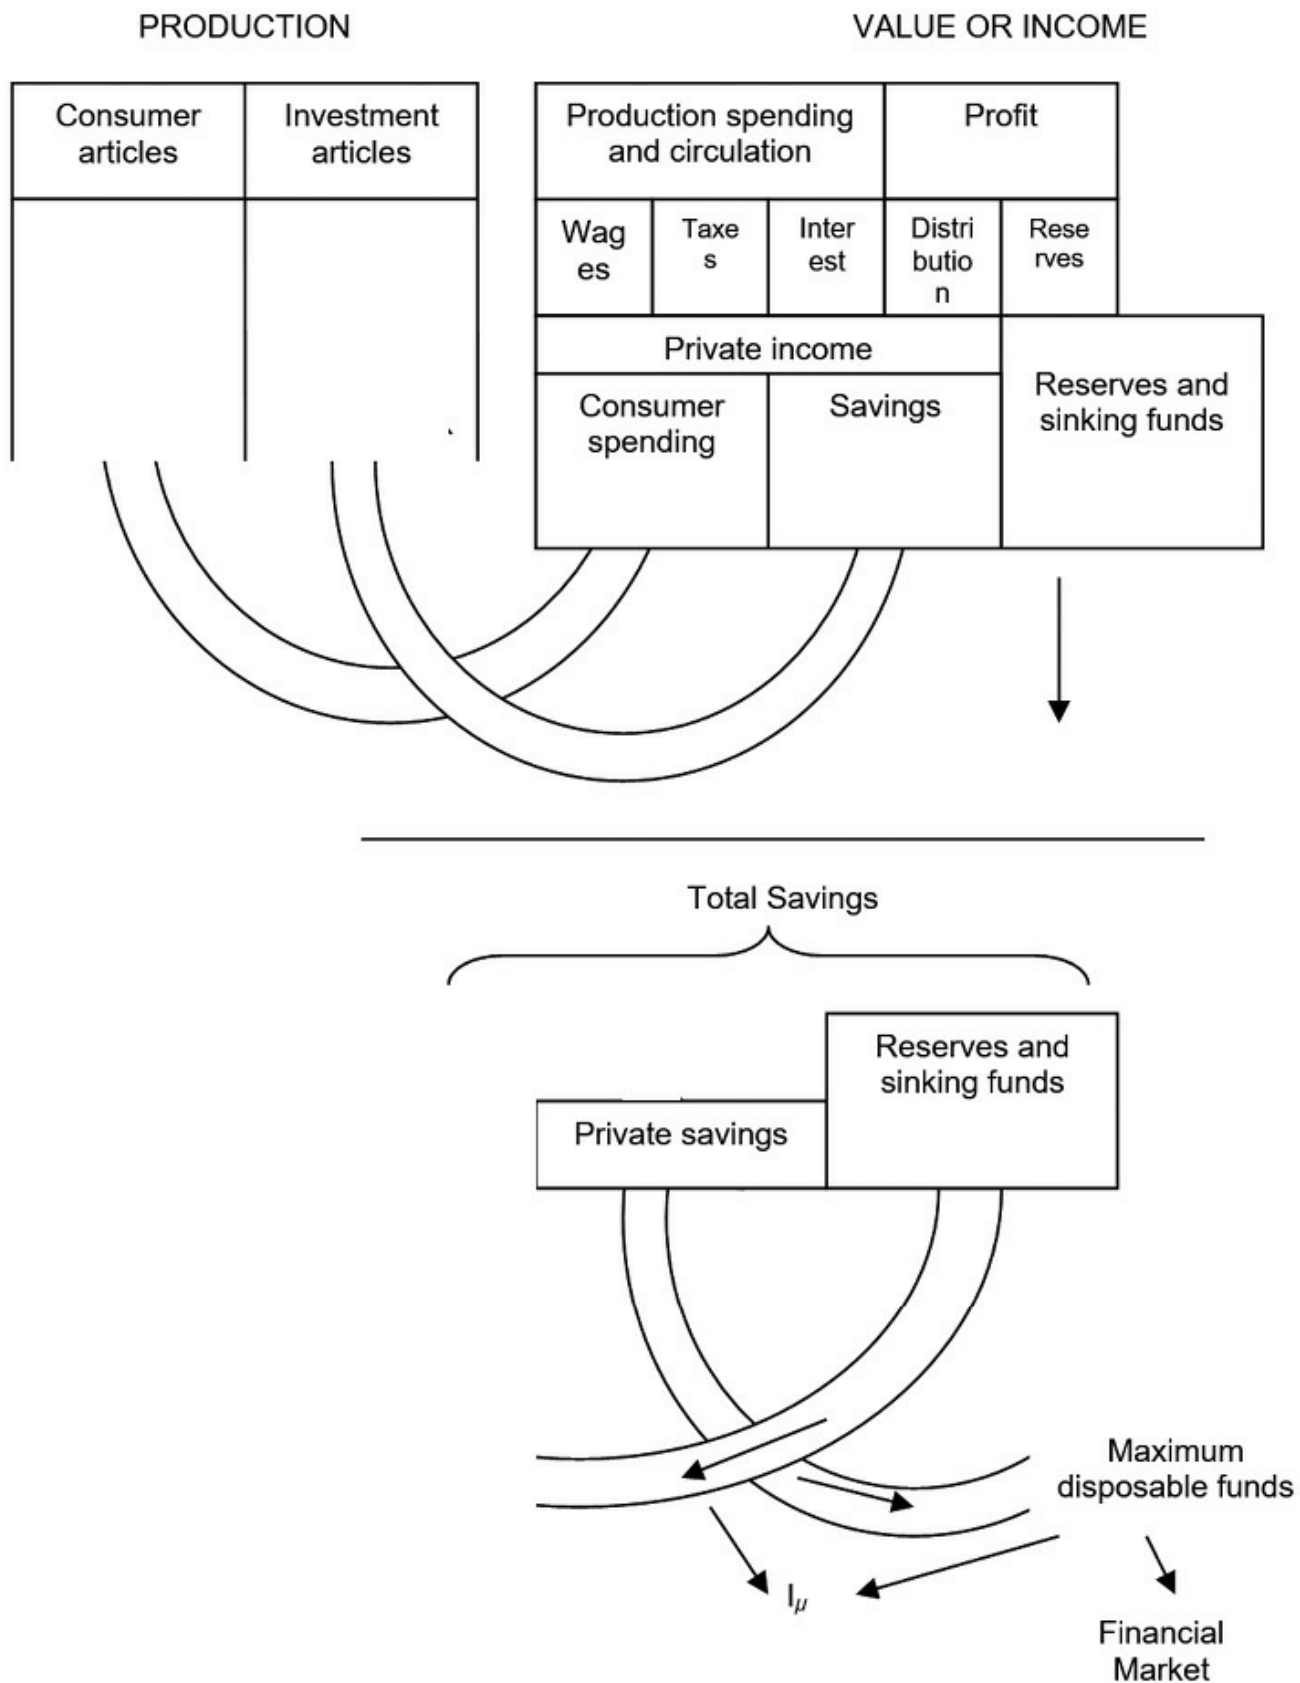 PRODUCTION
VALUE OR INCOME
Consumer
articles
Investment
articles
Production spending
and circulation
Profit
Wag
es
Taxe
s
Inter
est
Distri
butio
n
Rese
rves
Private income
Consumer
spending
Savings
Reserves and
sinking funds
Total Savings
Reserves and
sinking funds
Private savings
Maximum
disposable funds
Iμ
Financial
Market